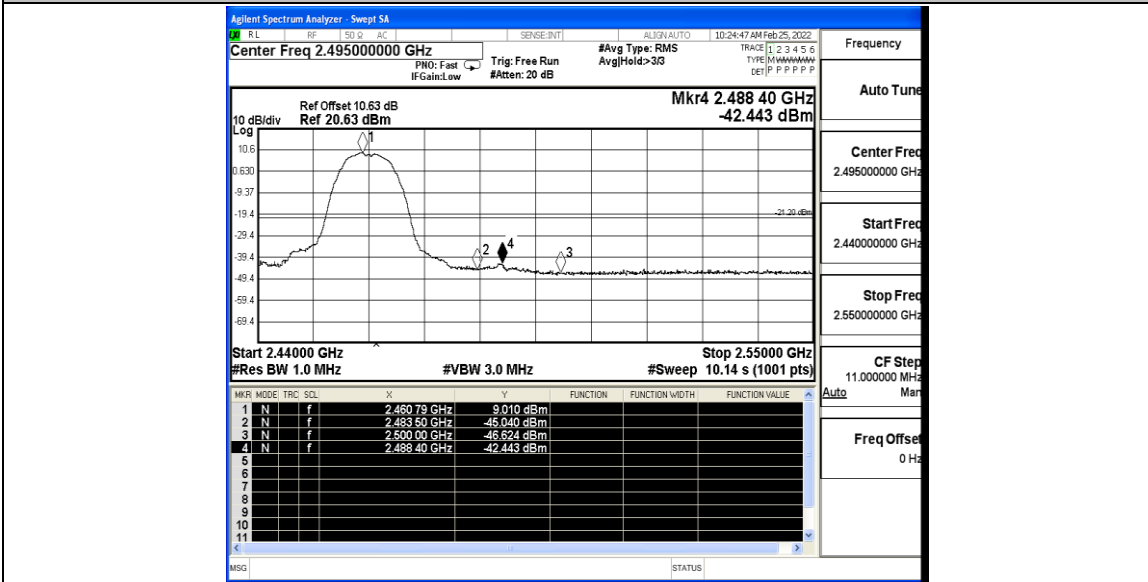 Agilent Spectrum Analyzer - Swept SA
LXI RL RF 50 Ω AC SENSE:INT ALIGNAUTO 10:24:47 AM Feb 25, 2022
Center Freq 2.495000000 GHz
PNO: Fast
IFGain:Low
Trig: Free Run
#Atten: 20 dB
#Avg Type: RMS
Avg|Hold:>3/3
TRACE 1 2 3 4 5 6
TYPE M WWWWW
DET P P P P P P
Mkr4 2.488 40 GHz
-42.443 dBm
Ref Offset 10.63 dB
10 dB/div Ref 20.63 dBm
Log
10.6
0.630
-9.37
-19.4
-29.4
-39.4
-49.4
-59.4
-69.4
-21.20 dBm
1
2
4
3
Start 2.44000 GHz Stop 2.55000 GHz
#Res BW 1.0 MHz #VBW 3.0 MHz #Sweep 10.14 s (1001 pts)
MKR MODE TRC SCL X Y FUNCTION FUNCTION WIDTH FUNCTION VALUE
1 N f 2.460 79 GHz 9.010 dBm
2 N f 2.483 50 GHz -45.040 dBm
3 N f 2.500 00 GHz -46.624 dBm
4 N f 2.488 40 GHz -42.443 dBm
5
6
7
8
9
10
11
MSG STATUS
Frequency
Auto Tune
Center Freq
2.495000000 GHz
Start Freq
2.440000000 GHz
Stop Freq
2.550000000 GHz
CF Step
11.000000 MHz
Auto Man
Freq Offset
0 Hz